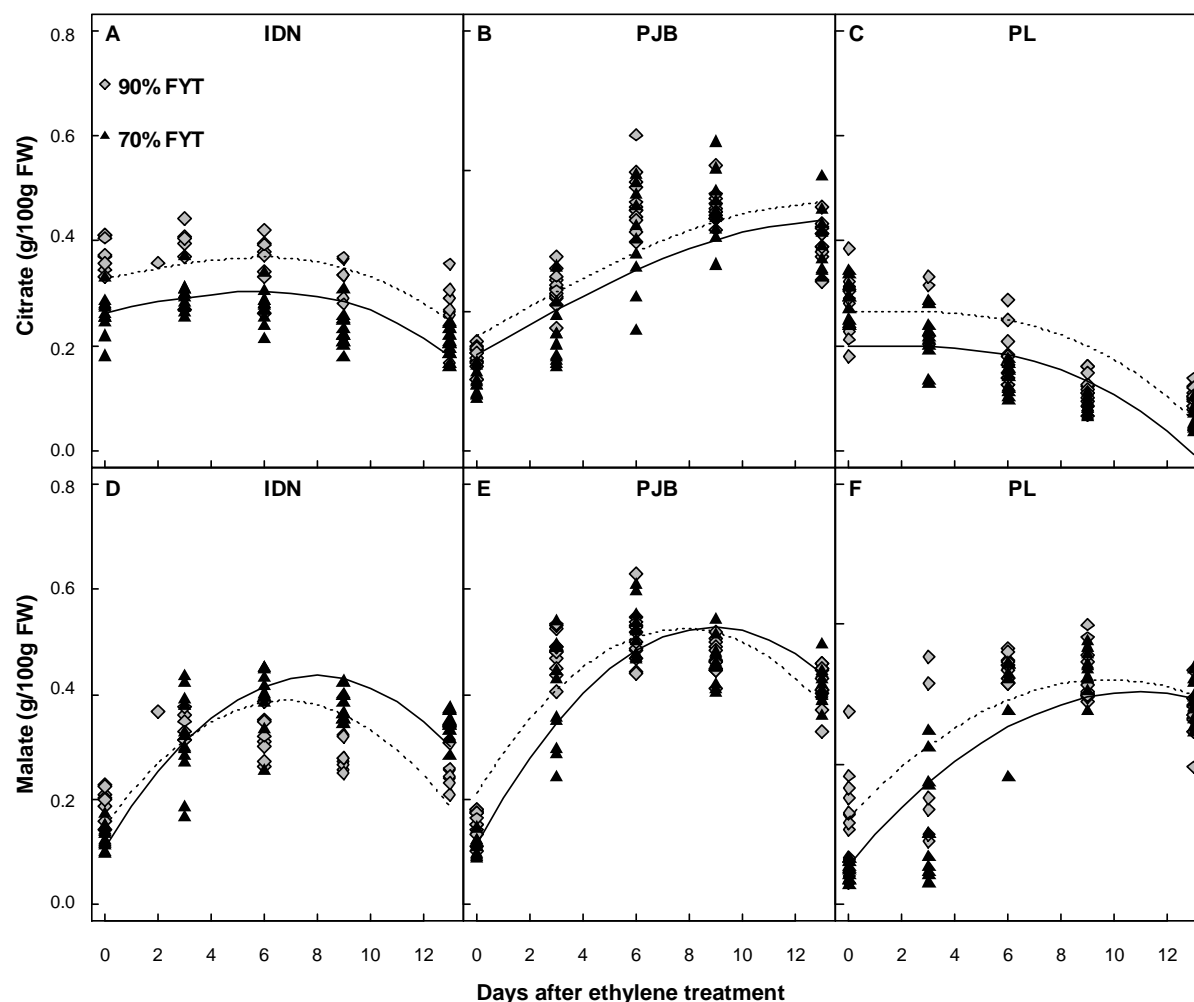 A IDN B PJB C PL
90% FYT
70% FYT
Citrate (g/100g FW)
0.8
0.6
0.4
0.2
0.0
D IDN E PJB F PL
Malate (g/100g FW)
0.8
0.6
0.4
0.2
0.0
0 2 4 6 8 10 12 0 2 4 6 8 10 12 0 2 4 6 8 10 12
Days after ethylene treatment